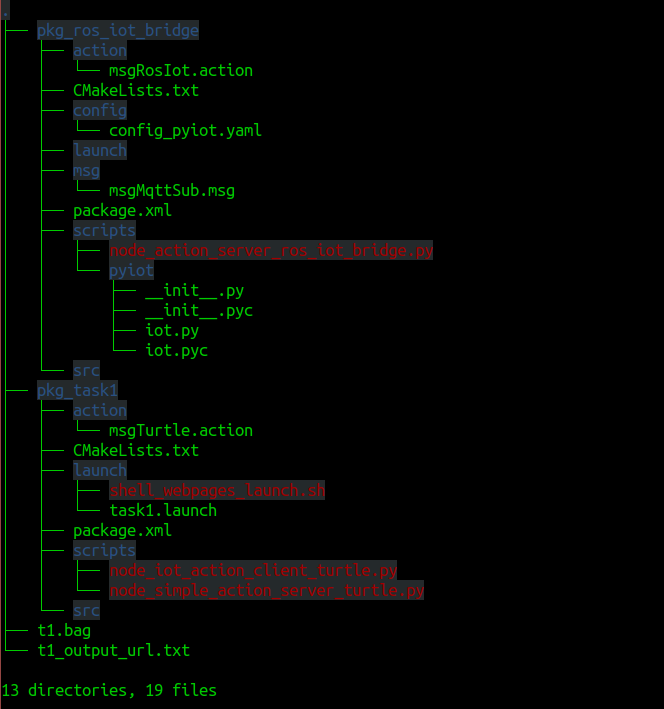 .
├── pkg_ros_iot_bridge
│   ├── action
│   │   └── msgRosIot.action
│   ├── CMakeLists.txt
│   ├── config
│   │   └── config_pyiot.yaml
│   ├── launch
│   ├── msg
│   │   └── msgMqttSub.msg
│   ├── package.xml
│   ├── scripts
│   │   ├── node_action_server_ros_iot_bridge.py
│   │   └── pyiot
│   │       ├── __init__.py
│   │       ├── __init__.pyc
│   │       ├── iot.py
│   │       └── iot.pyc
│   └── src
├── pkg_task1
│   ├── action
│   │   └── msgTurtle.action
│   ├── CMakeLists.txt
│   ├── launch
│   │   ├── shell_webpages_launch.sh
│   │   └── task1.launch
│   ├── package.xml
│   ├── scripts
│   │   ├── node_iot_action_client_turtle.py
│   │   └── node_simple_action_server_turtle.py
│   └── src
├── t1.bag
└── t1_output_url.txt
13 directories, 19 files